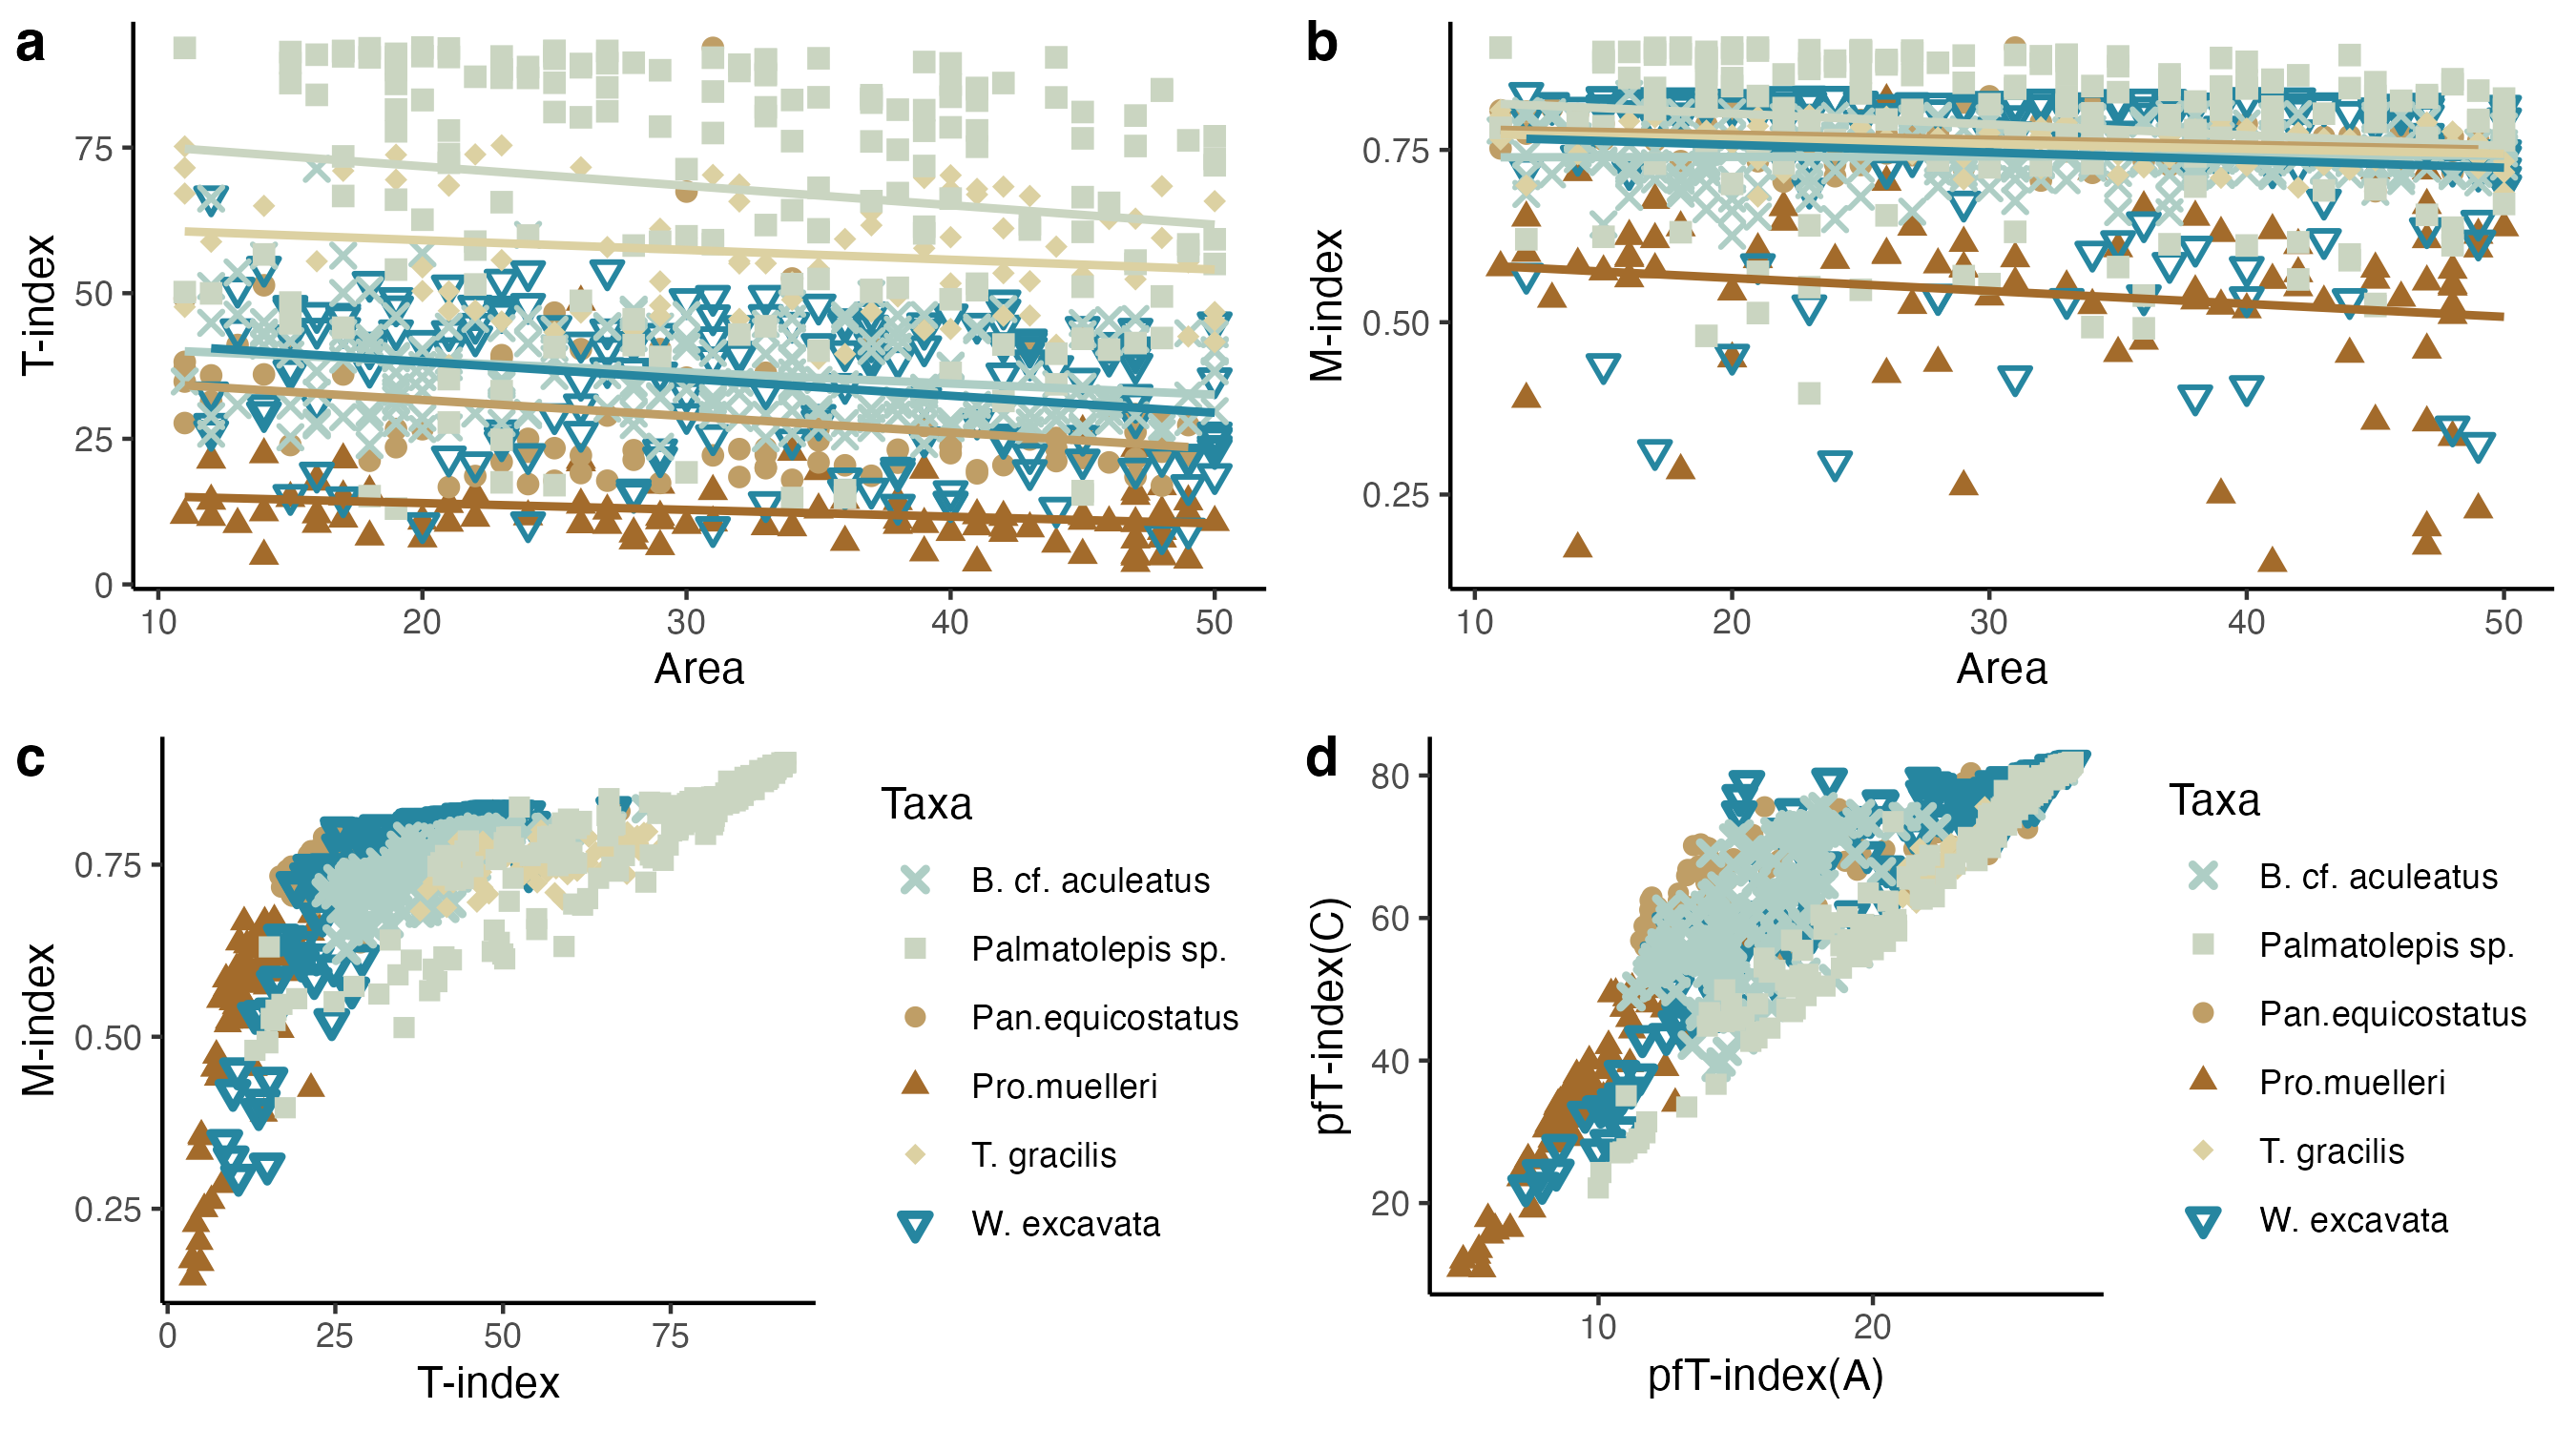 a
T-index
75
50
25
0
10 20 30 40 50
Area
b
M-index
0.75
0.50
0.25
10 20 30 40 50
Area
c
M-index
0.75
0.50
0.25
0 25 50 75
T-index
Taxa
B. cf. aculeatus
Palmatolepis sp.
Pan.equicostatus
Pro.muelleri
T. gracilis
W. excavata
d
pfT-index(C)
80
60
40
20
10 20
pfT-index(A)
Taxa
B. cf. aculeatus
Palmatolepis sp.
Pan.equicostatus
Pro.muelleri
T. gracilis
W. excavata